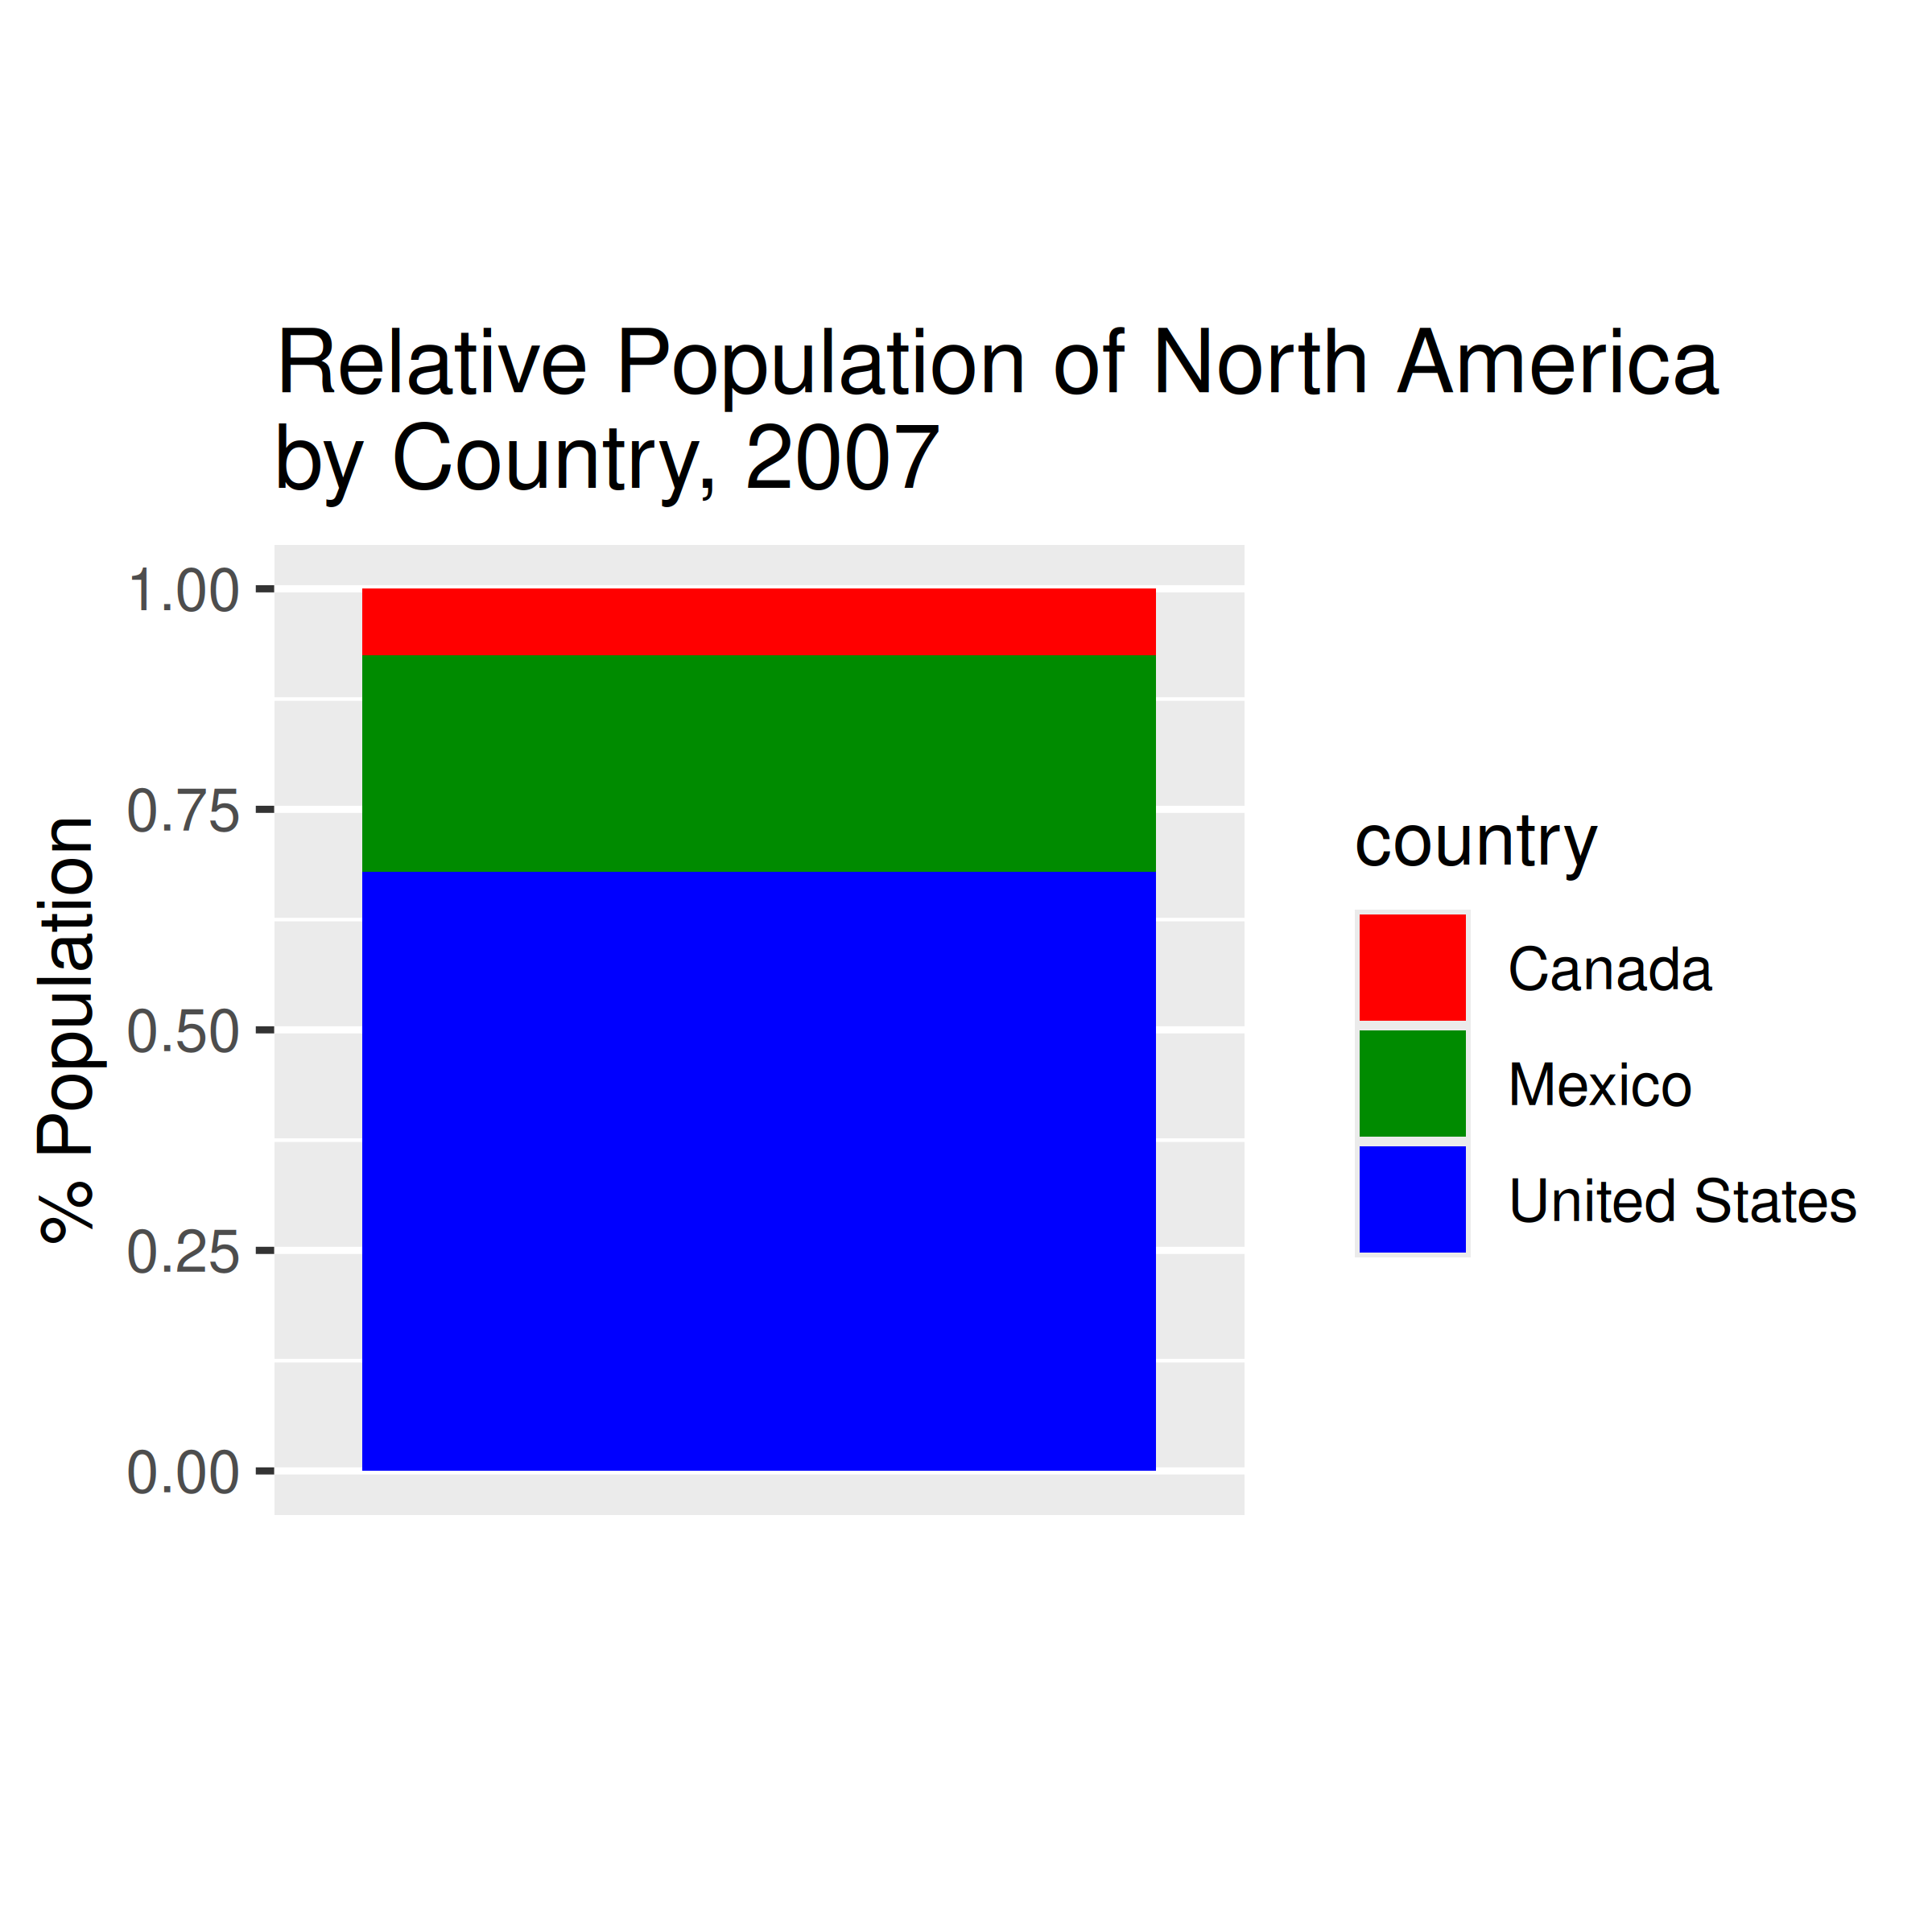 Relative Population of North America
by Country, 2007
% Population
1.00
0.75
0.50
0.25
0.00
country
Canada
Mexico
United States